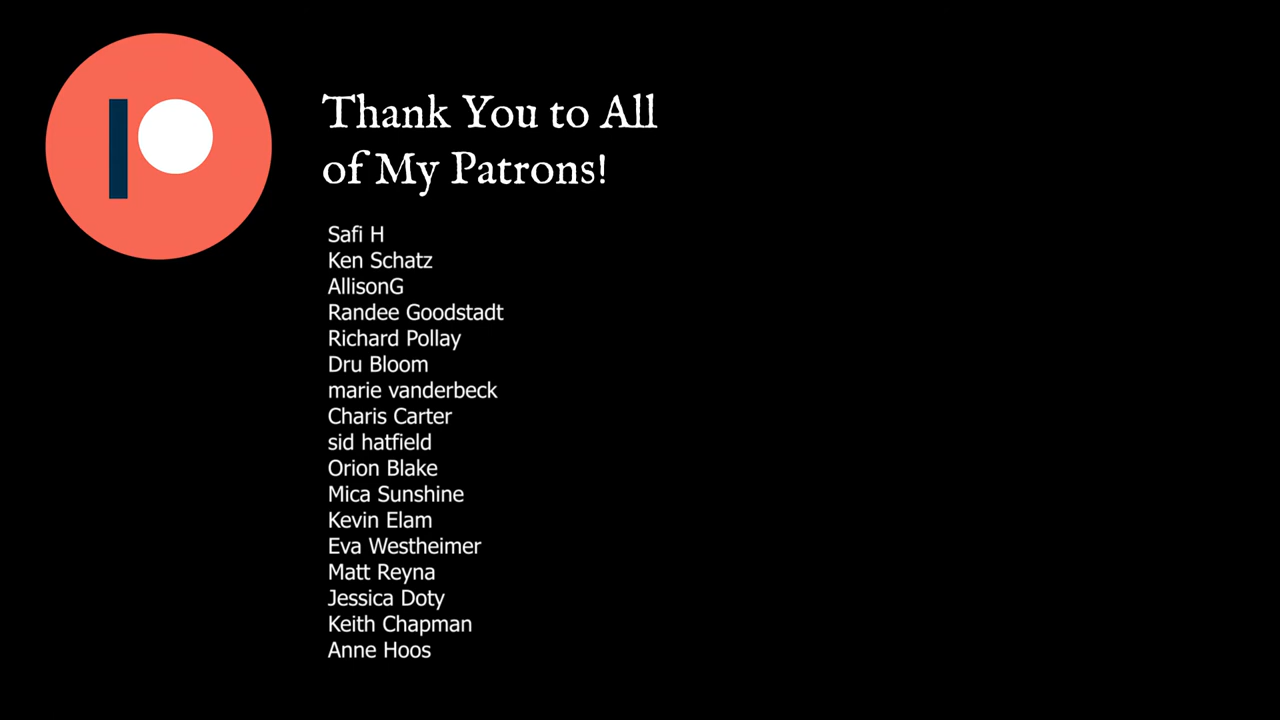 Thank You to All
of My Patrons!
Safi H
Ken Schatz
AllisonG
Randee Goodstadt
Richard Pollay
Dru Bloom
marie vanderbeck
Charis Carter
sid hatfield
Orion Blake
Mica Sunshine
Kevin Elam
Eva Westheimer
Matt Reyna
Jessica Doty
Keith Chapman
Anne Hoos